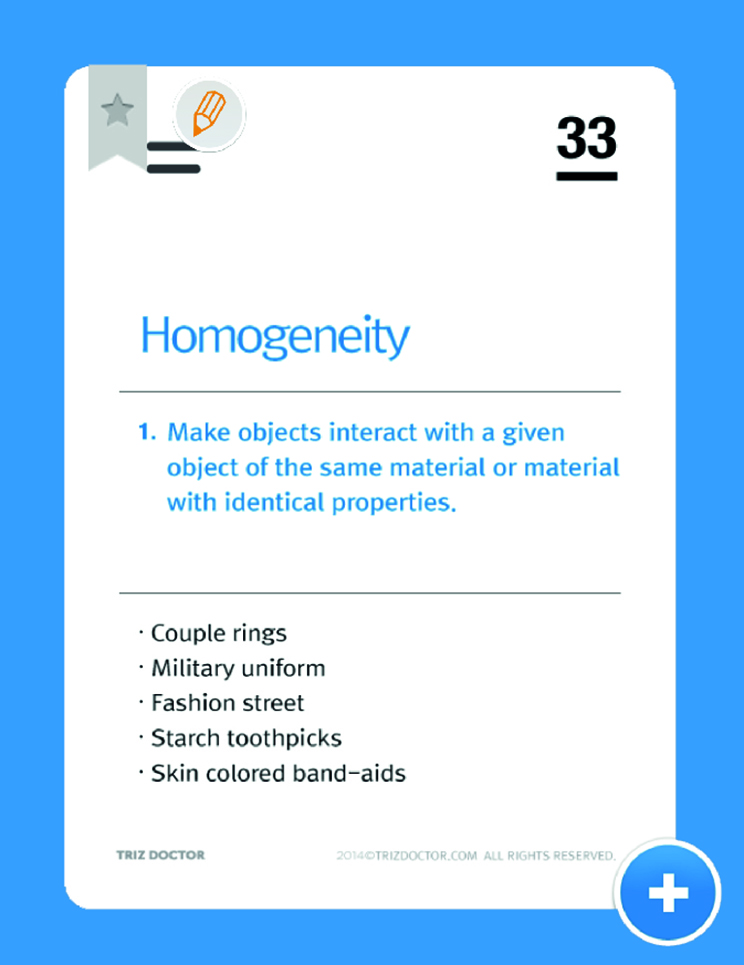 33
Homogeneity
1. Make objects interact with a given
object of the same material or material
with identical properties.
· Couple rings
· Military uniform
· Fashion street
· Starch toothpicks
· Skin colored band-aids
TRIZ DOCTOR
2014©TRIZDOCTOR.COM ALL RIGHTS RESERVED.